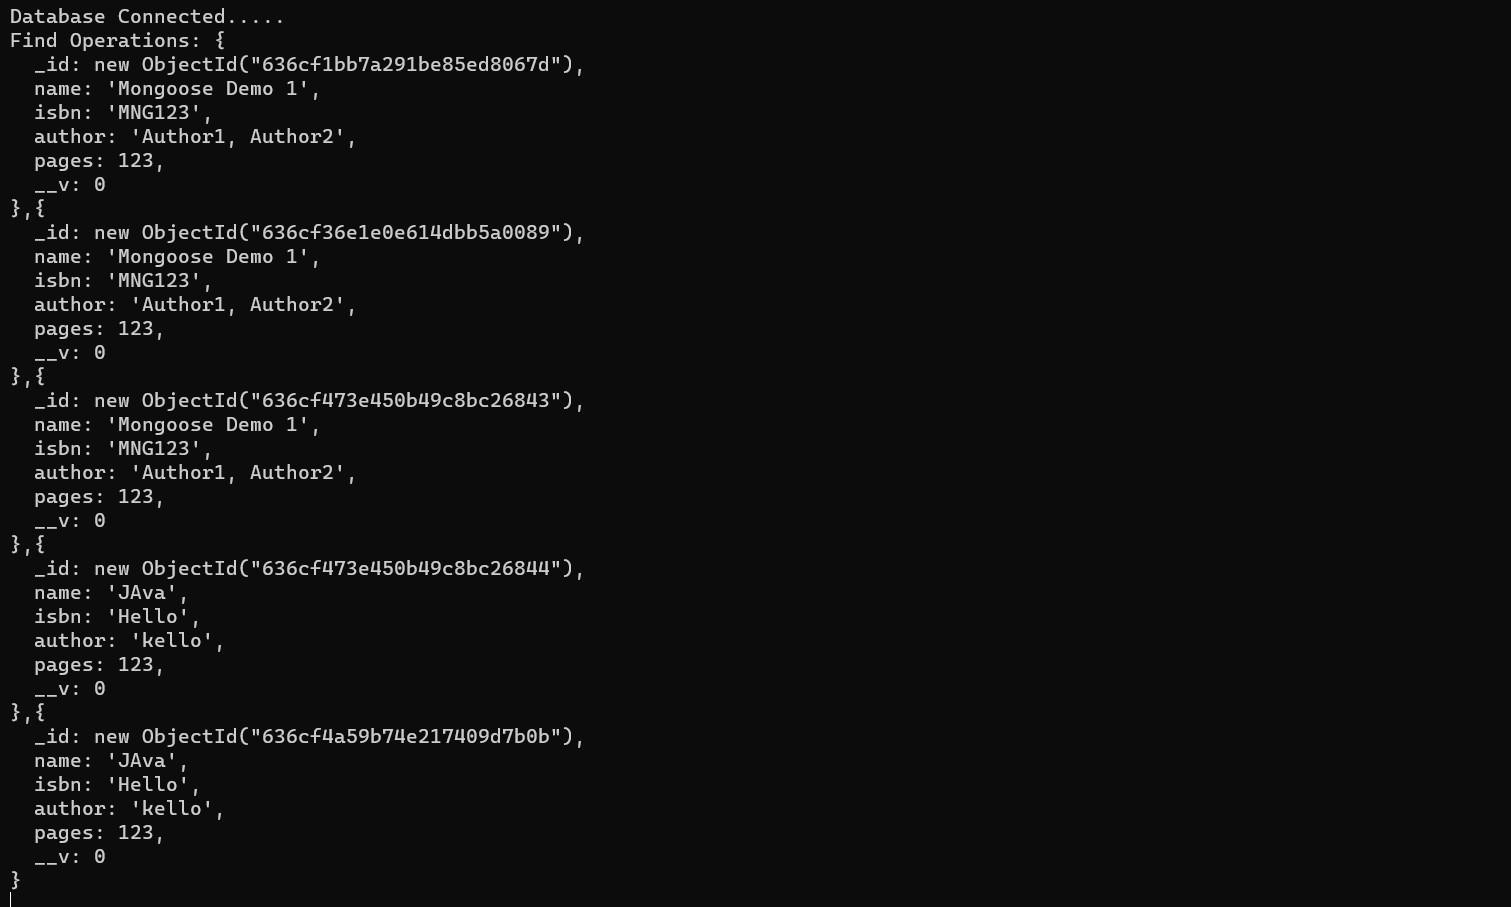 Database Connected.....
Find Operations: {
  _id: new ObjectId("636cf1bb7a291be85ed8067d"),
  name: 'Mongoose Demo 1',
  isbn: 'MNG123',
  author: 'Author1, Author2',
  pages: 123,
  __v: 0
},{
  _id: new ObjectId("636cf36e1e0e614dbb5a0089"),
  name: 'Mongoose Demo 1',
  isbn: 'MNG123',
  author: 'Author1, Author2',
  pages: 123,
  __v: 0
},{
  _id: new ObjectId("636cf473e450b49c8bc26843"),
  name: 'Mongoose Demo 1',
  isbn: 'MNG123',
  author: 'Author1, Author2',
  pages: 123,
  __v: 0
},{
  _id: new ObjectId("636cf473e450b49c8bc26844"),
  name: 'JAva',
  isbn: 'Hello',
  author: 'kello',
  pages: 123,
  __v: 0
},{
  _id: new ObjectId("636cf4a59b74e217409d7b0b"),
  name: 'JAva',
  isbn: 'Hello',
  author: 'kello',
  pages: 123,
  __v: 0
}